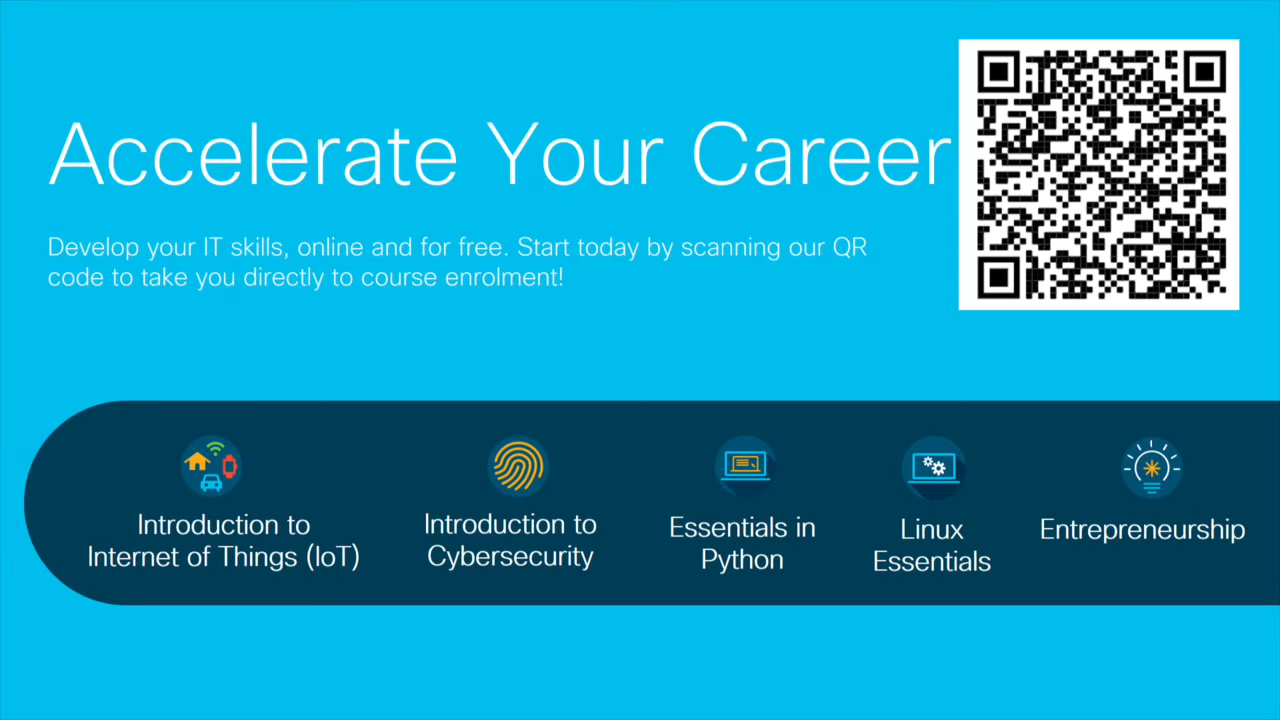 Accelerate Your Career
Develop your IT skills, online and for free. Start today by scanning our QR
code to take you directly to course enrolment!
Introduction to
Internet of Things (IoT)
Introduction to
Cybersecurity
Essentials in
Python
Linux
Essentials
Entrepreneurship